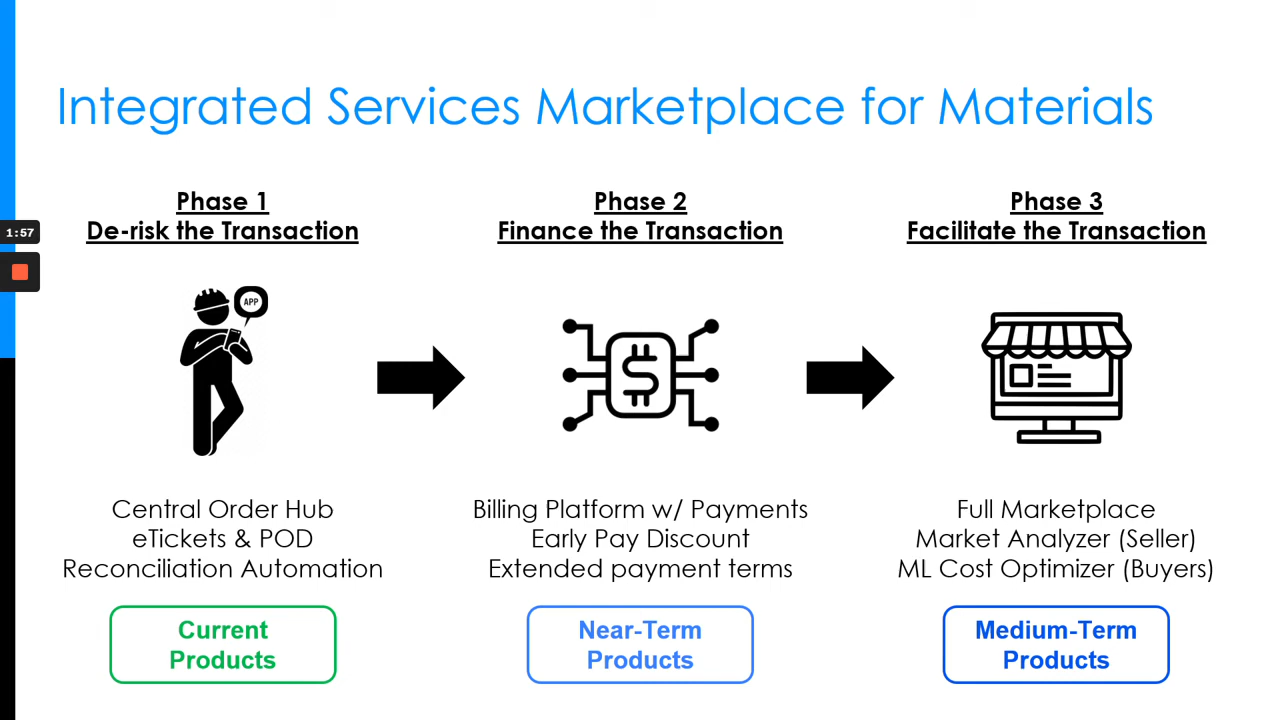 Integrated Services Marketplace for Materials
Phase 1
De-risk the Transaction
Phase 2
Finance the Transaction
Phase 3
Facilitate the Transaction
1:57
APP
Central Order Hub
eTickets & POD
Reconciliation Automation
Billing Platform w/ Payments
Early Pay Discount
Extended payment terms
Full Marketplace
Market Analyzer (Seller)
ML Cost Optimizer (Buyers)
Current
Products
Near-Term
Products
Medium-Term
Products